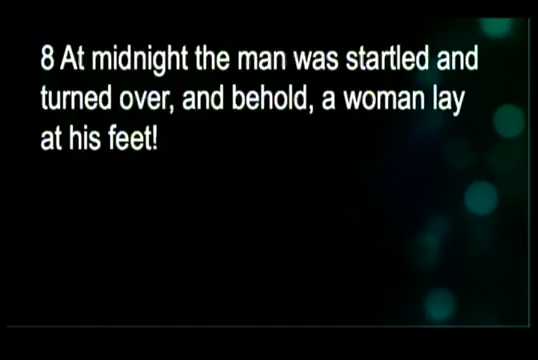 8 At midnight the man was startled and
turned over, and behold, a woman lay
at his feet!